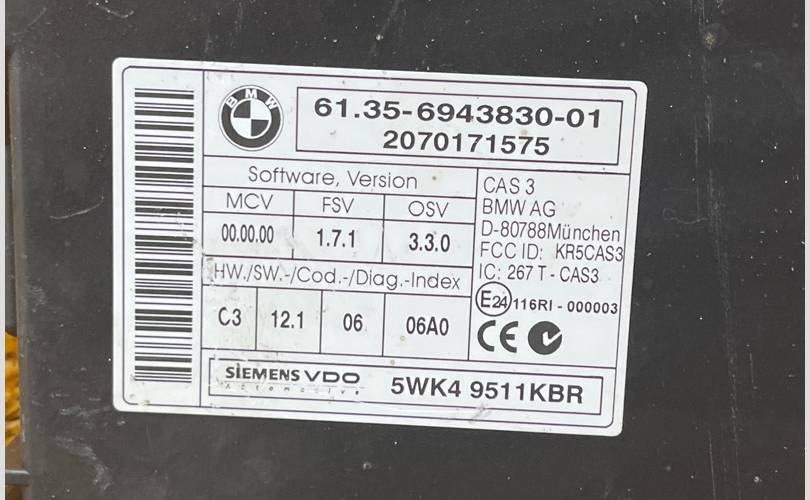 BMW
61.35-6943830-01
2070171575
Software, Version
MCV FSV OSV
00.00.00 1.7.1 3.3.0
HW./SW.-/Cod.-/Diag.-Index
C3 12.1 06 06A0
CAS 3
BMW AG
D-80788München
FCC ID: KR5CAS3
IC: 267 T - CAS3
E24 116RI - 000003
CE
SIEMENS VDO
Automotive
5WK4 9511KBR